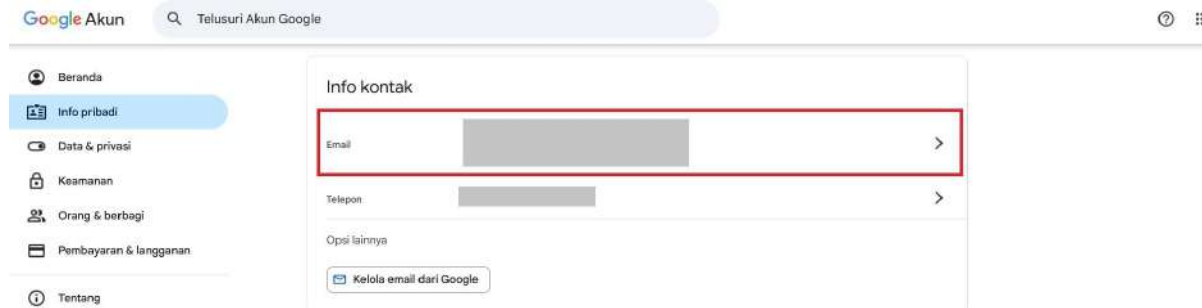 Google Akun
Telusuri Akun Google
Beranda
Info pribadi
Data & privasi
Keamanan
Orang & berbagi
Pembayaran & langganan
Tentang
Info kontak
Email
Telepon
Opsi lainnya
Kelola email dari Google